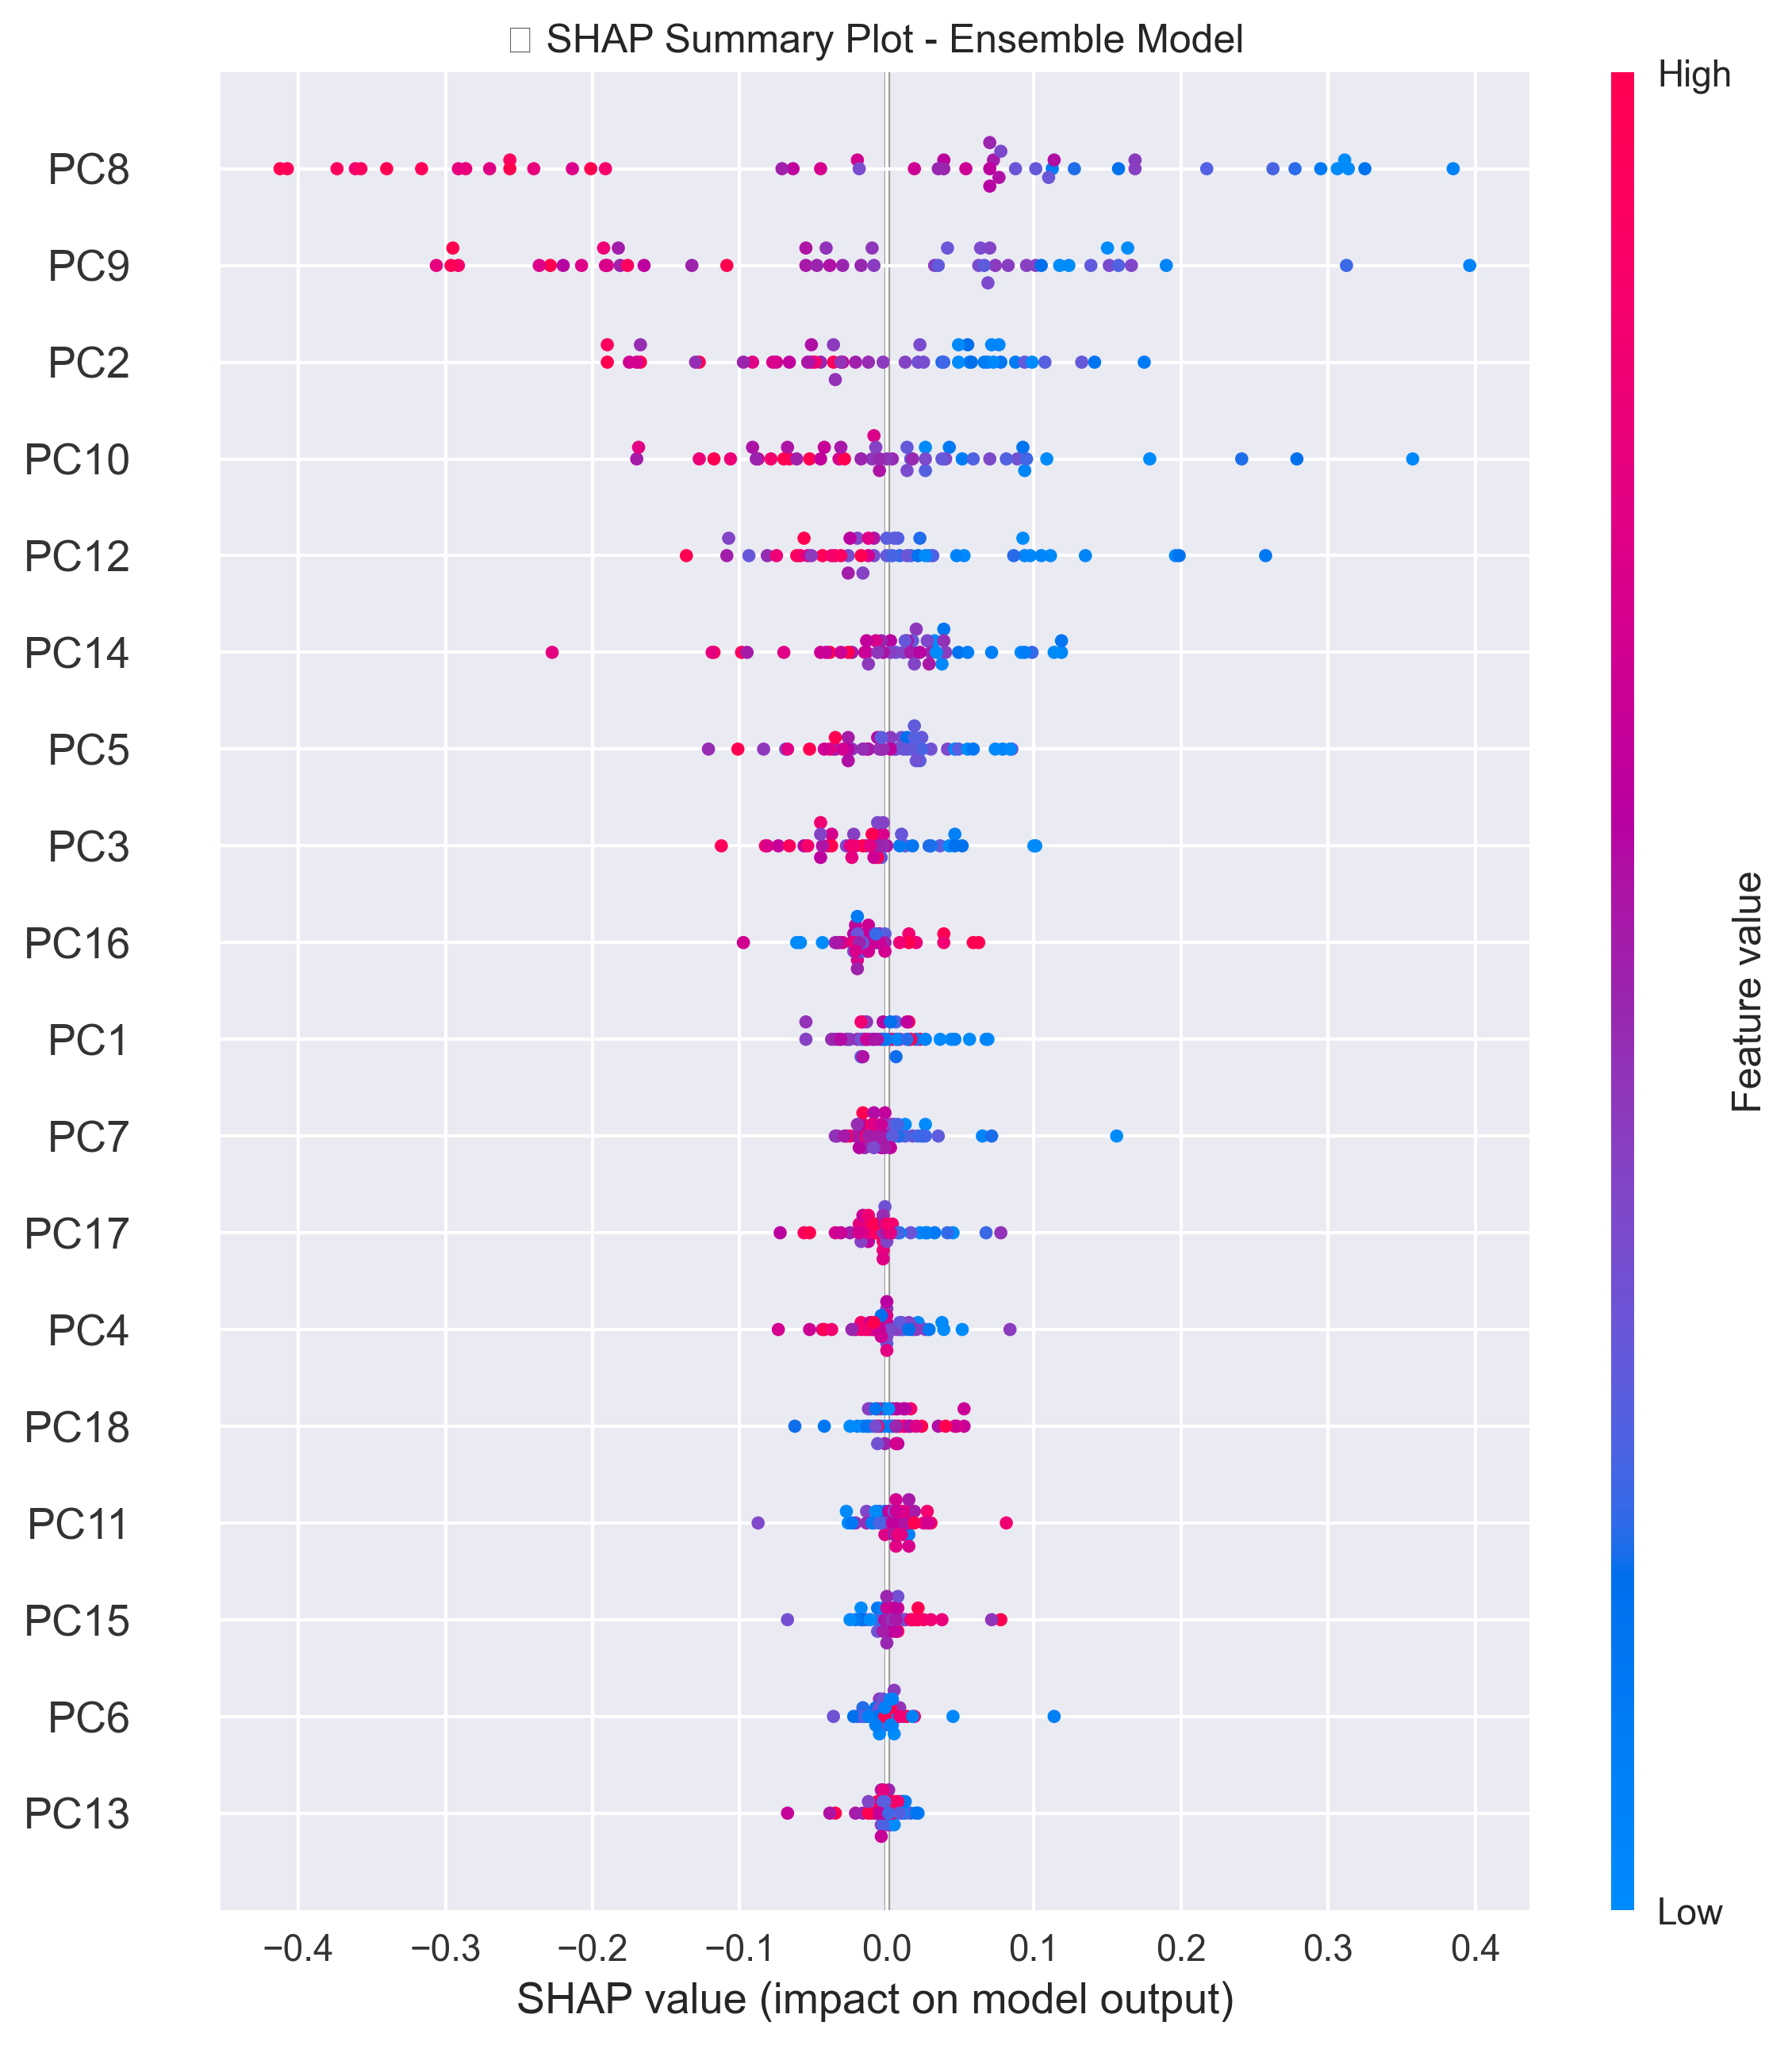 SHAP Summary Plot - Ensemble Model
High
PC8
PC9
PC2
PC10
PC12
PC14
PC5
PC3
PC16
PC1
PC7
PC17
PC4
PC18
PC11
PC15
PC6
PC13
Feature value
Low
−0.4 −0.3 −0.2 −0.1 0.0 0.1 0.2 0.3 0.4
SHAP value (impact on model output)